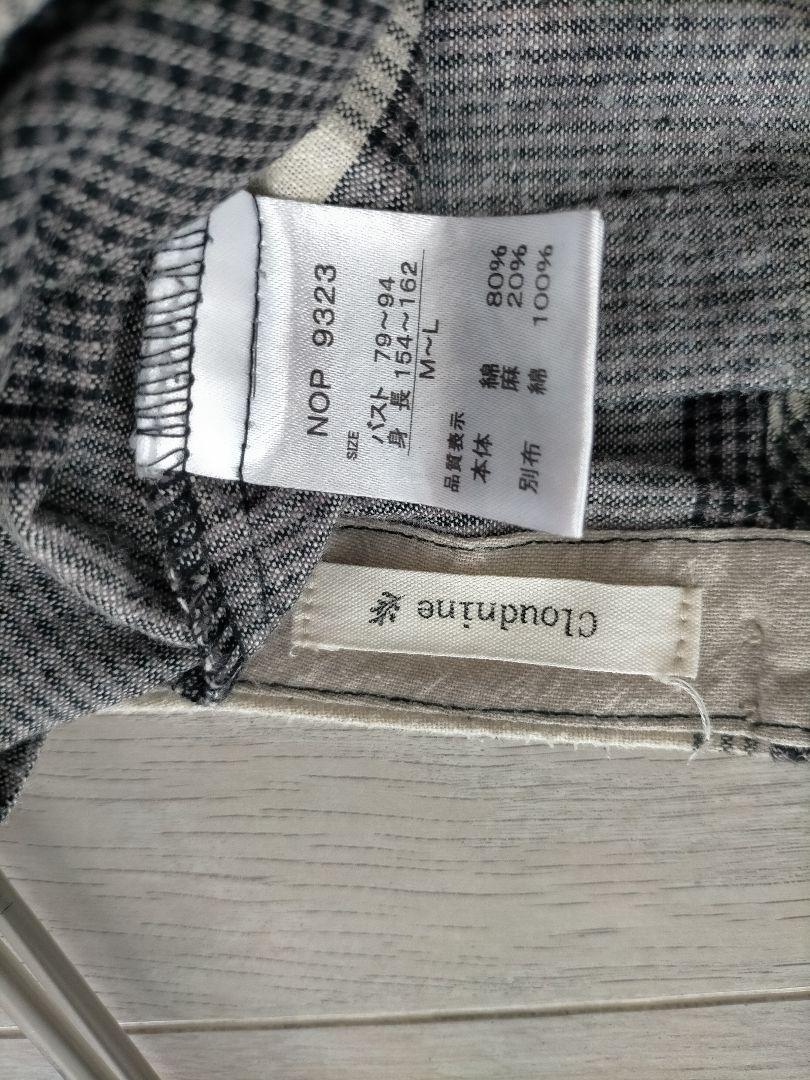 NOP 9323
SIZE
バスト 79〜94
身 長 154〜162
M〜L
品質表示
本体 綿 80%
麻 20%
別布 綿 100%
Cloudnine